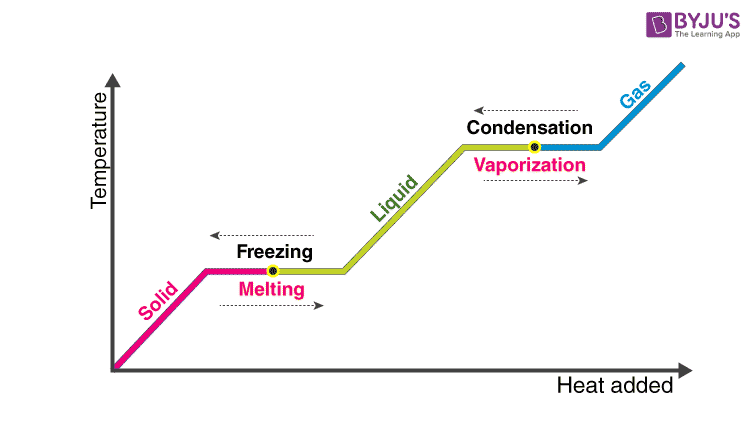 BYJU'S
The Learning App
Temperature
Gas
Condensation
Vaporization
Liquid
Freezing
Melting
Solid
Heat added